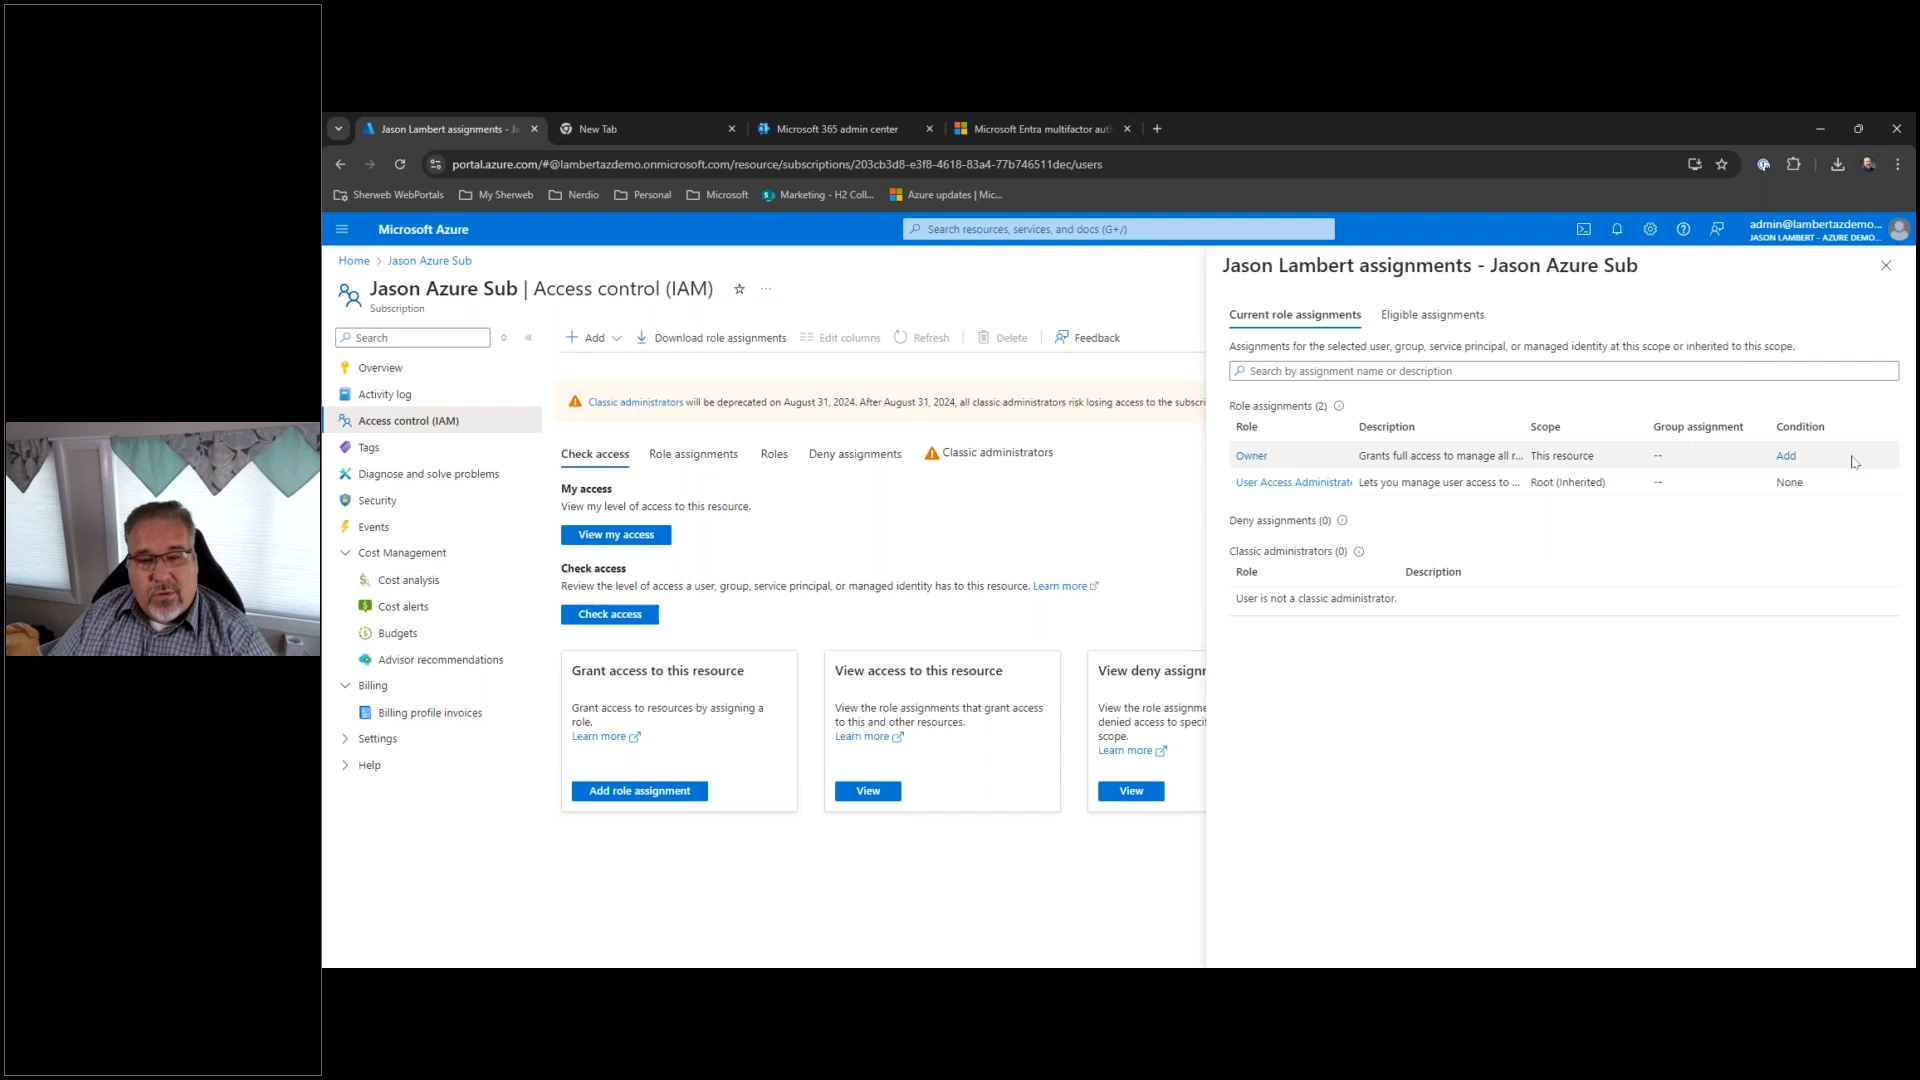 Jason Lambert assignments - Ja
New Tab
Microsoft 365 admin center
Microsoft Entra multifactor aut
portal.azure.com/#@lambertazdemo.onmicrosoft.com/resource/subscriptions/203cb3d8-e3f8-4618-83a4-77b746511dec/users
Sherweb WebPortals
My Sherweb
Nerdio
Personal
Microsoft
Marketing - H2 Coll...
Azure updates | Mic...
Microsoft Azure
Search resources, services, and docs (G+/)
admin@lambertazdemo...
JASON LAMBERT - AZURE DEMO...
Home > Jason Azure Sub
Jason Azure Sub | Access control (IAM)
Subscription
Search
Overview
Activity log
Access control (IAM)
Tags
Diagnose and solve problems
Security
Events
Cost Management
Cost analysis
Cost alerts
Budgets
Advisor recommendations
Billing
Billing profile invoices
Settings
Help
Add
Download role assignments
Edit columns
Refresh
Delete
Feedback
Classic administrators will be deprecated on August 31, 2024. After August 31, 2024, all classic administrators risk losing access to the subscri
Check access
Role assignments
Roles
Deny assignments
Classic administrators
My access
View my level of access to this resource.
View my access
Check access
Review the level of access a user, group, service principal, or managed identity has to this resource. Learn more
Check access
Grant access to this resource
Grant access to resources by assigning a
role.
Learn more
Add role assignment
View access to this resource
View the role assignments that grant access
to this and other resources.
Learn more
View
View deny assignm
View the role assignme
denied access to specif
scope.
Learn more
View
Jason Lambert assignments - Jason Azure Sub
Current role assignments
Eligible assignments
Assignments for the selected user, group, service principal, or managed identity at this scope or inherited to this scope.
Search by assignment name or description
Role assignments (2)
Role Description Scope Group assignment Condition
Owner Grants full access to manage all r... This resource -- Add
User Access Administrato Lets you manage user access to ... Root (Inherited) -- None
Deny assignments (0)
Classic administrators (0)
Role Description
User is not a classic administrator.